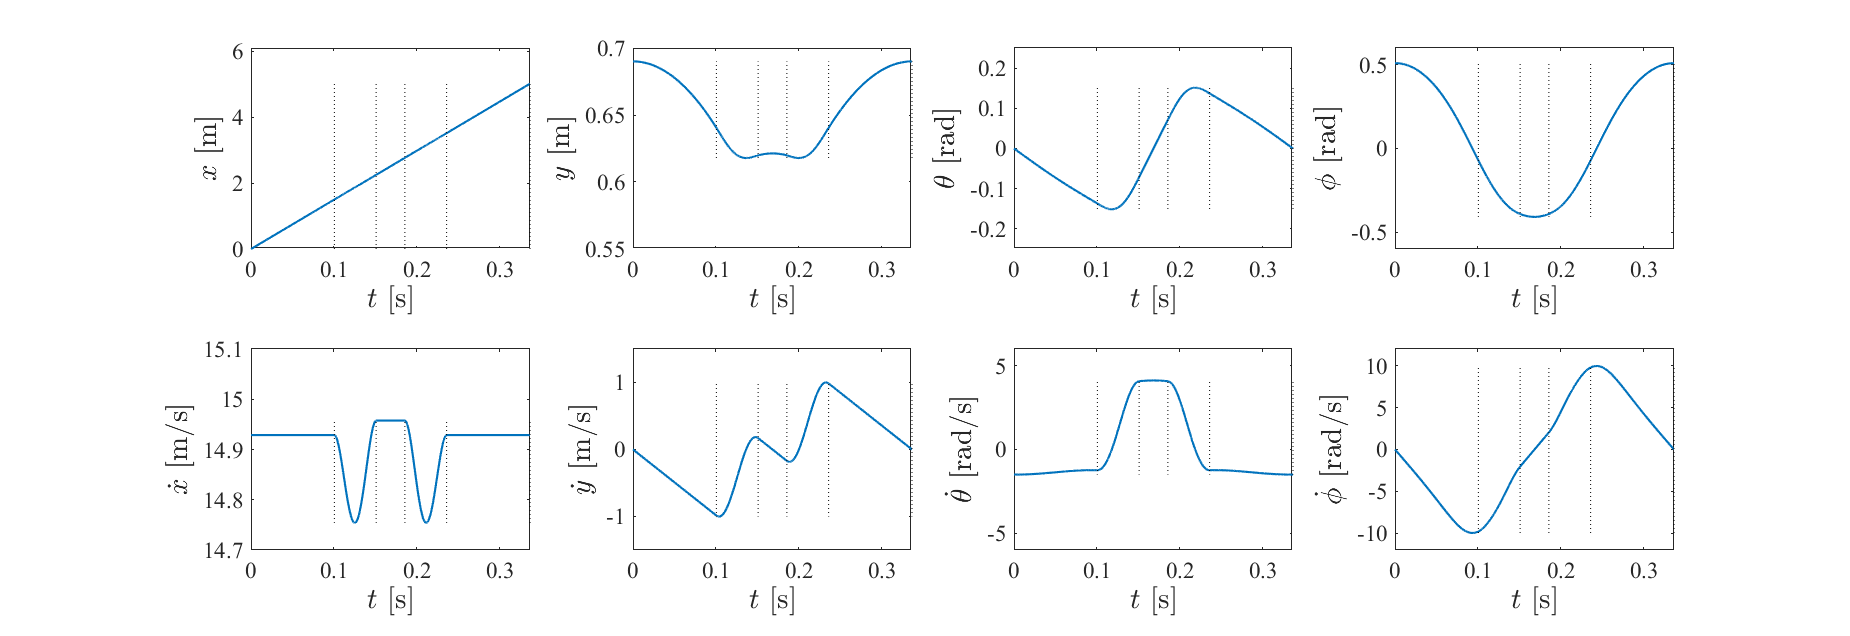 x [m]
6
4
2
0
0 0.1 0.2 0.3
t [s]
y [m]
0.7
0.65
0.6
0.55
0 0.1 0.2 0.3
t [s]
θ [rad]
0.2
0.1
0
-0.1
-0.2
0 0.1 0.2 0.3
t [s]
ϕ [rad]
0.5
0
-0.5
0 0.1 0.2 0.3
t [s]
ẋ [m/s]
15.1
15
14.9
14.8
14.7
0 0.1 0.2 0.3
t [s]
ẏ [m/s]
1
0
-1
0 0.1 0.2 0.3
t [s]
θ̇ [rad/s]
5
0
-5
0 0.1 0.2 0.3
t [s]
ϕ̇ [rad/s]
10
5
0
-5
-10
0 0.1 0.2 0.3
t [s]